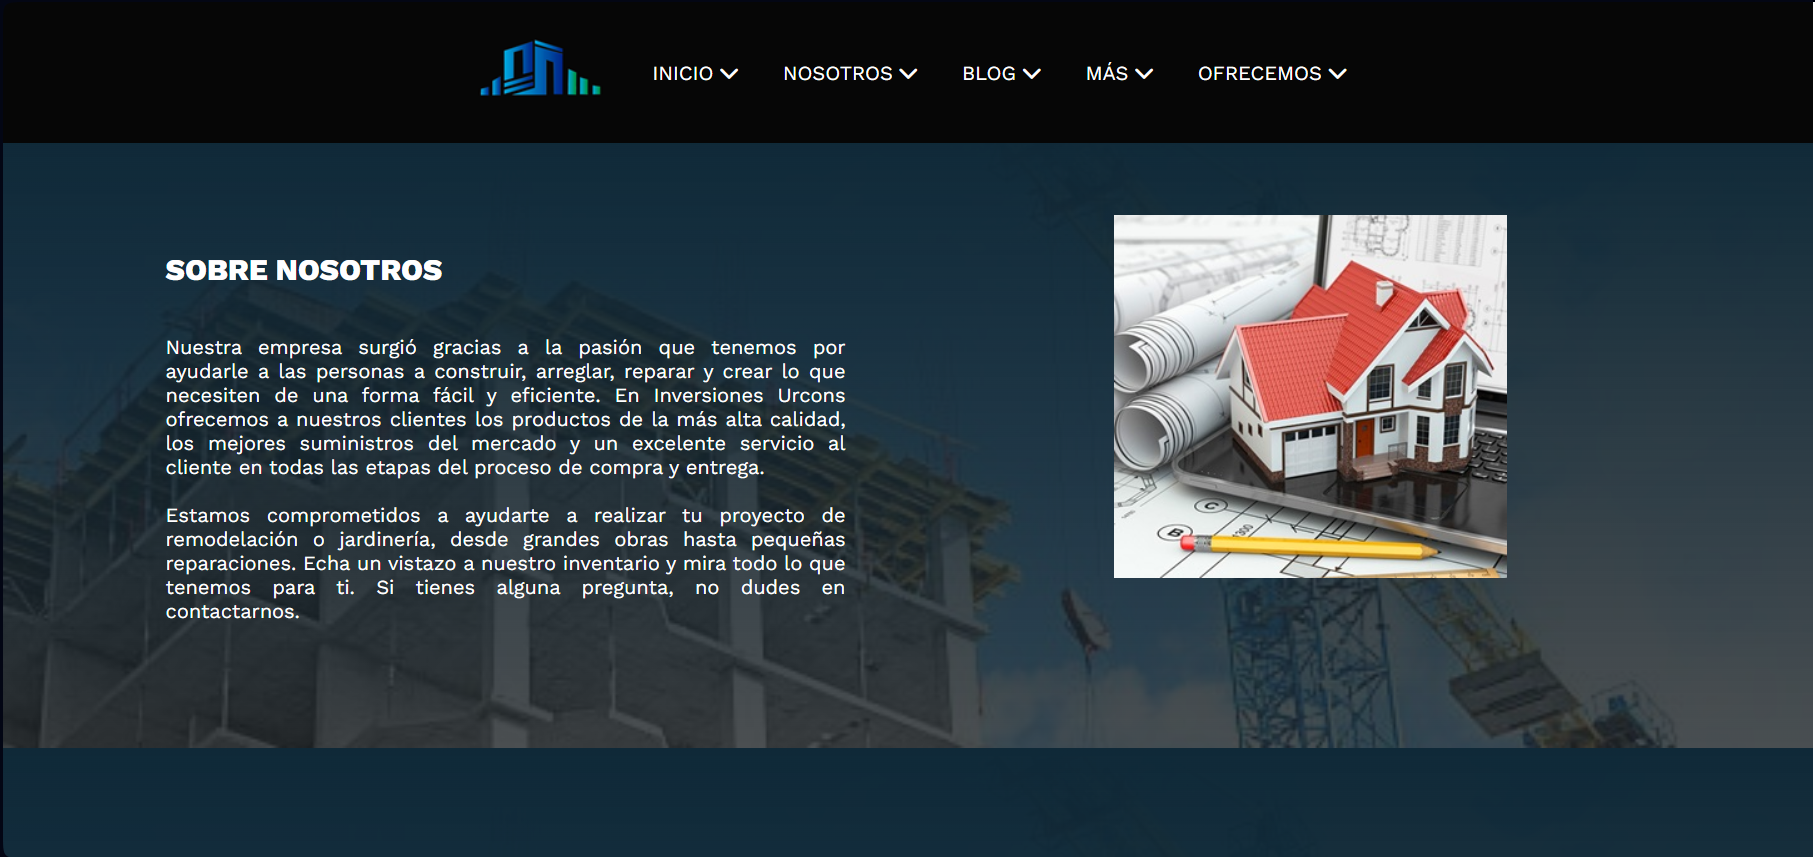 INICIO NOSOTROS BLOG MÁS OFRECEMOS
SOBRE NOSOTROS
Nuestra empresa surgió gracias a la pasión que tenemos por
ayudarle a las personas a construir, arreglar, reparar y crear lo que
necesiten de una forma fácil y eficiente. En Inversiones Urcons
ofrecemos a nuestros clientes los productos de la más alta calidad,
los mejores suministros del mercado y un excelente servicio al
cliente en todas las etapas del proceso de compra y entrega.
Estamos comprometidos a ayudarte a realizar tu proyecto de
remodelación o jardinería, desde grandes obras hasta pequeñas
reparaciones. Echa un vistazo a nuestro inventario y mira todo lo que
tenemos para ti. Si tienes alguna pregunta, no dudes en
contactarnos.
C
B
1300